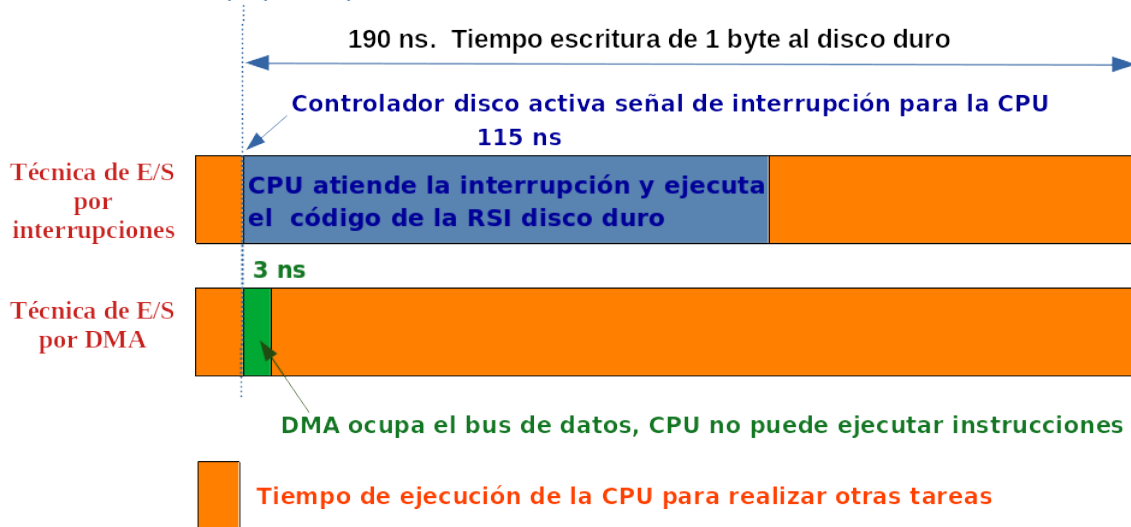 190 ns.  Tiempo escritura de 1 byte al disco duro
Controlador disco activa señal de interrupción para la CPU
115 ns
Técnica de E/S
por
interrupciones
CPU atiende la interrupción y ejecuta
el  código de la RSI disco duro
3 ns
Técnica de E/S
por DMA
DMA ocupa el bus de datos, CPU no puede ejecutar instrucciones
Tiempo de ejecución de la CPU para realizar otras tareas